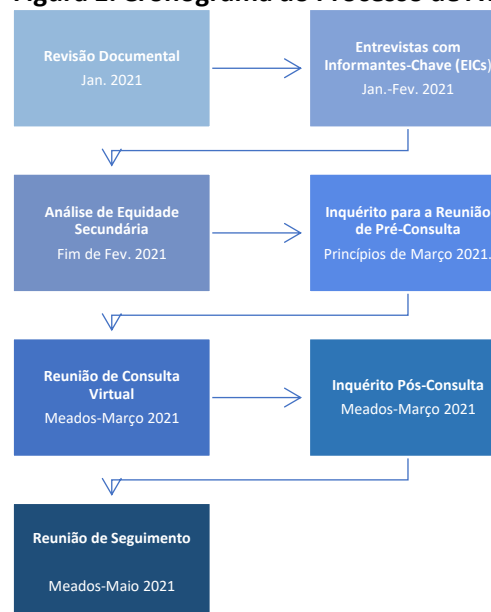 Revisão Documental
Jan. 2021
Entrevistas com
Informantes-Chave (EICs)
Jan.-Fev. 2021
Análise de Equidade
Secundária
Fim de Fev. 2021
Inquérito para a Reunião
de Pré-Consulta
Princípios de Março 2021.
Reunião de Consulta
Virtual
Meados-Março 2021
Inquérito Pós-Consulta
Meados-Março 2021
Reunião de Seguimento
Meados-Maio 2021